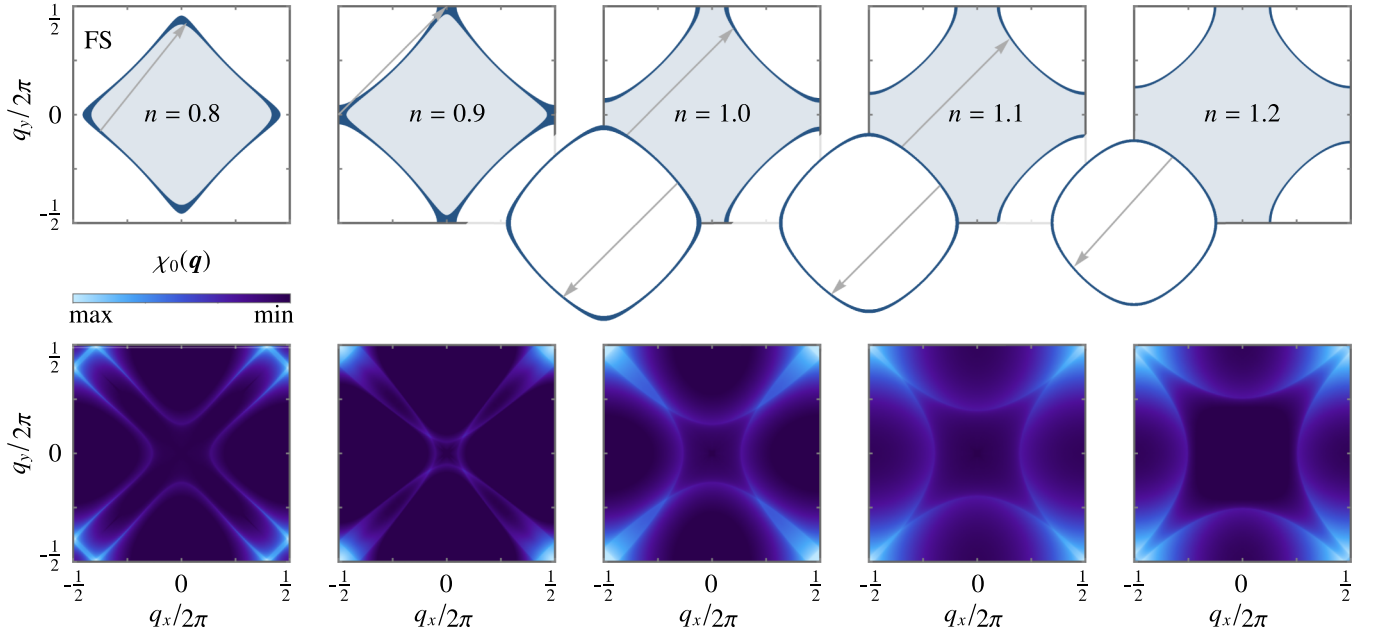 1/2
FS
q_y/2π
0
-1/2
n = 0.8
n = 0.9
n = 1.0
n = 1.1
n = 1.2
χ₀(q)
max min
1/2
q_y/2π
0
-1/2
-1/2 0 1/2 -1/2 0 1/2 -1/2 0 1/2 -1/2 0 1/2 -1/2 0 1/2
q_x/2π q_x/2π q_x/2π q_x/2π q_x/2π